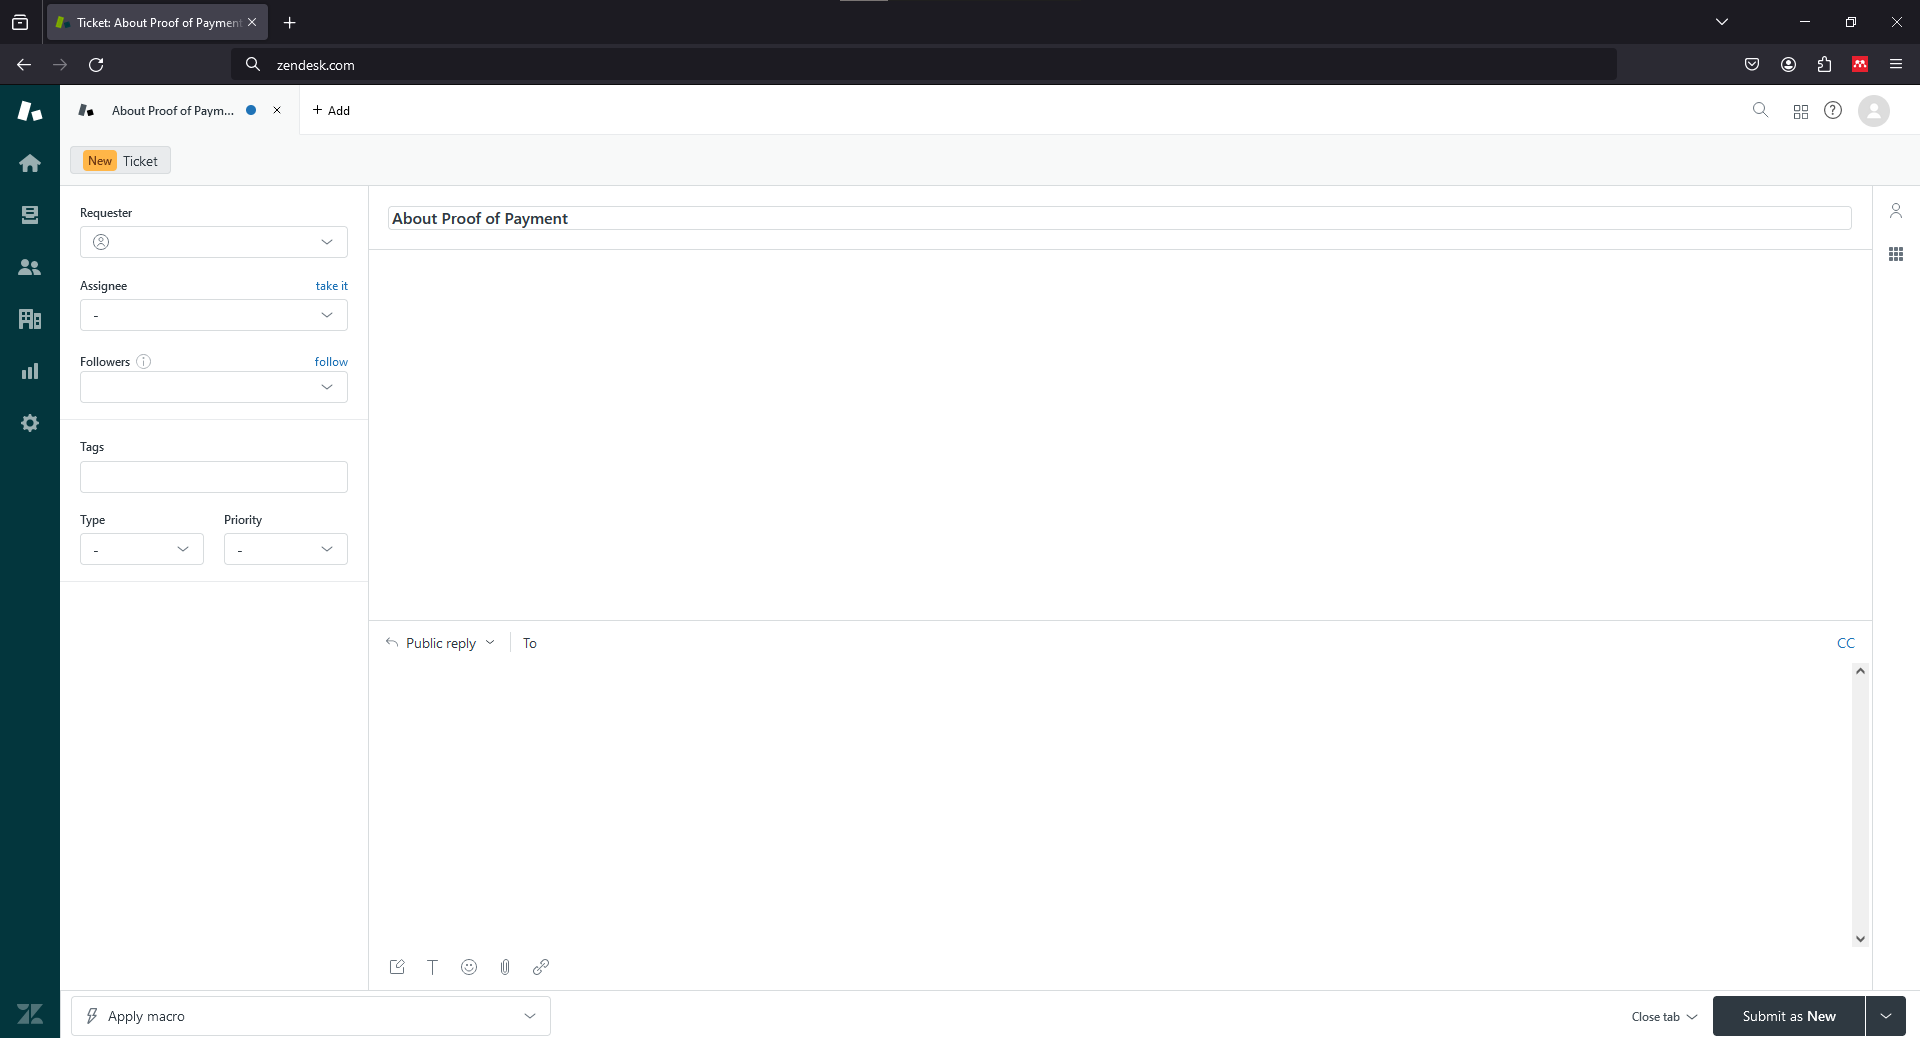 Ticket: About Proof of Payment
zendesk.com
About Proof of Paym...
Add
New Ticket
Requester
About Proof of Payment
Assignee
take it
-
Followers
follow
Tags
Type
Priority
-
-
Public reply
To
CC
Apply macro
Close tab
Submit as New